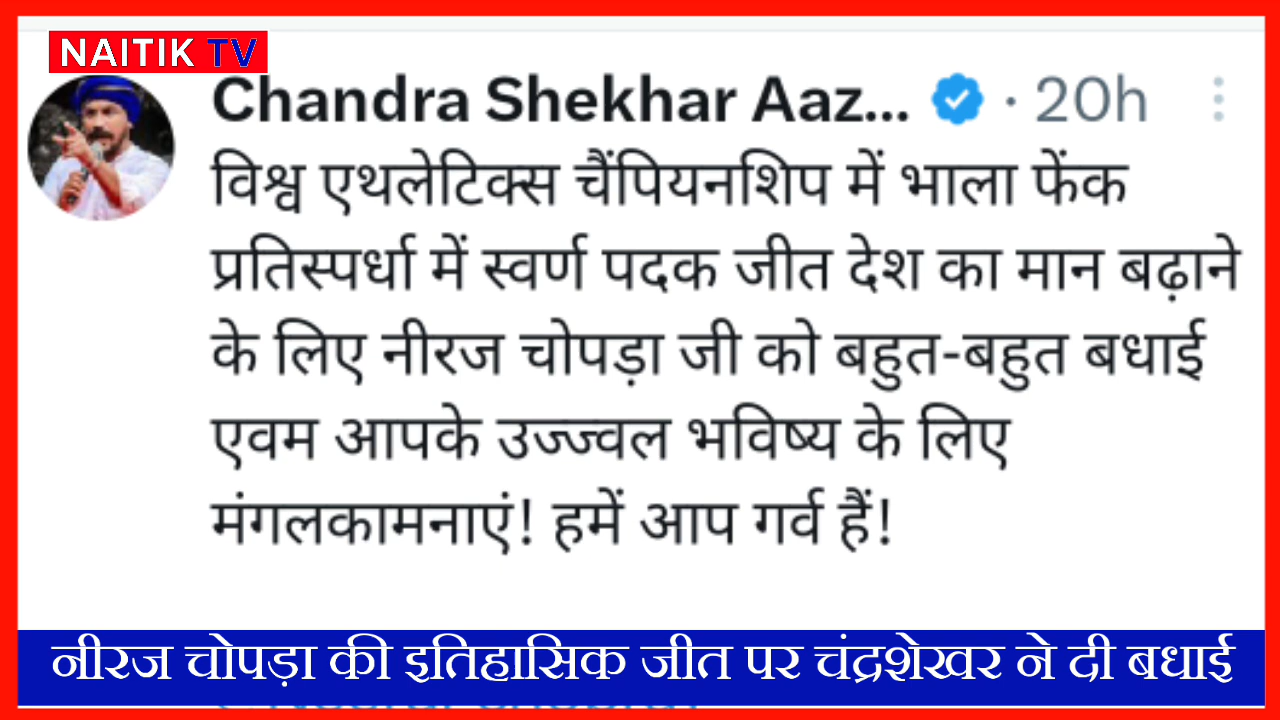 NAITIK TV
Chandra Shekhar Aaz... · 20h
विश्व एथलेटिक्स चैंपियनशिप में भाला फेंक
प्रतिस्पर्धा में स्वर्ण पदक जीत देश का मान बढ़ाने
के लिए नीरज चोपड़ा जी को बहुत-बहुत बधाई
एवम आपके उज्ज्वल भविष्य के लिए
मंगलकामनाएं! हमें आप गर्व हैं!
नीरज चोपड़ा की इतिहासिक जीत पर चंद्रशेखर ने दी बधाई